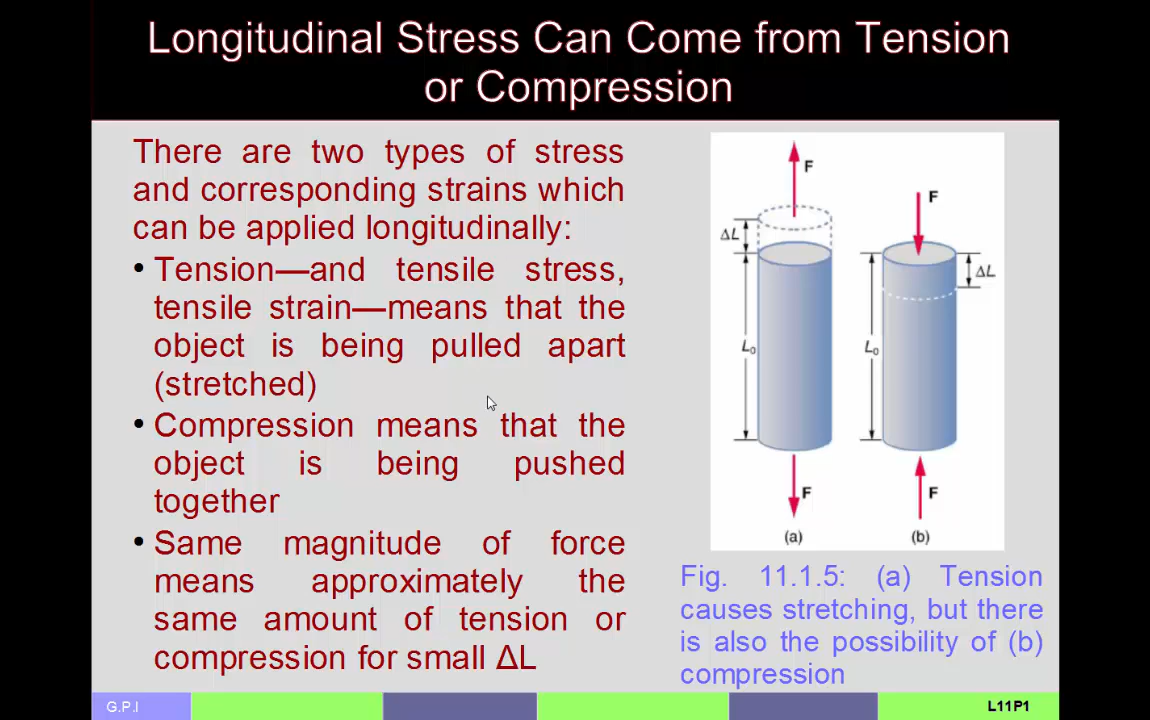 Longitudinal Stress Can Come from Tension
or Compression
There are two types of stress
and corresponding strains which
can be applied longitudinally:
• Tension—and tensile stress,
tensile strain—means that the
object is being pulled apart
(stretched)
• Compression means that the
object is being pushed
together
• Same magnitude of force
means approximately the
same amount of tension or
compression for small ΔL
F
F
ΔL
ΔL
L₀
L₀
F
F
(a)
(b)
Fig. 11.1.5: (a) Tension
causes stretching, but there
is also the possibility of (b)
compression
G.P.I
L11P1